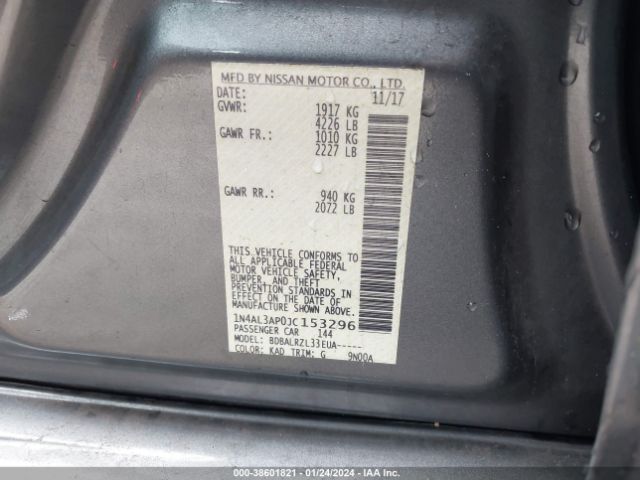 MFD BY NISSAN MOTOR CO., LTD.
DATE: 11/17
GVWR: 1917 KG
4226 LB
GAWR FR.: 1010 KG
2227 LB
GAWR RR.: 940 KG
2072 LB
THIS VEHICLE CONFORMS TO
ALL APPLICABLE FEDERAL
MOTOR VEHICLE SAFETY,
BUMPER, AND THEFT
PREVENTION STANDARDS IN
EFFECT ON THE DATE OF
MANUFACTURE SHOWN ABOVE.
1N4AL3AP0JC153296
PASSENGER CAR 144
MODEL: BDBALRZL33EUA-----
COLOR: KAD TRIM: G 9N00A
000-38601821 - 01/24/2024 - IAA Inc.